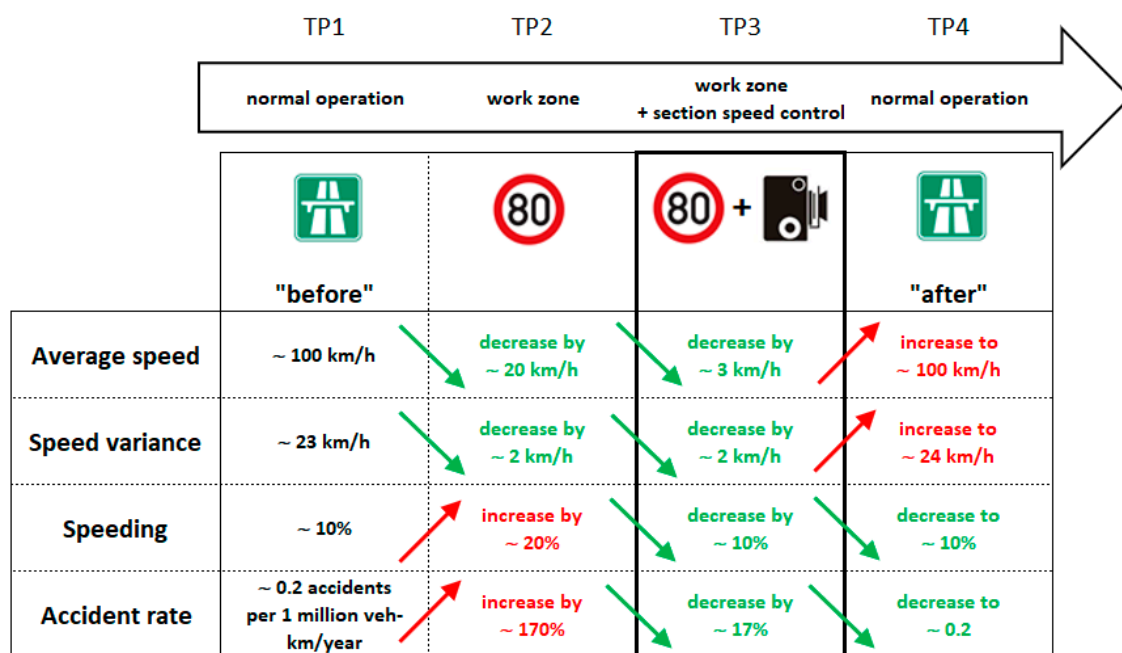 TP1 TP2 TP3 TP4
normal operation work zone work zone normal operation
+ section speed control
80 80 +
"before" "after"
Average speed ~ 100 km/h decrease by decrease by increase to
~ 20 km/h ~ 3 km/h ~ 100 km/h
Speed variance ~ 23 km/h decrease by decrease by increase to
~ 2 km/h ~ 2 km/h ~ 24 km/h
Speeding ~ 10% increase by decrease by decrease to
~ 20% ~ 10% ~ 10%
Accident rate ~ 0.2 accidents increase by decrease by decrease to
per 1 million veh- ~ 170% ~ 17% ~ 0.2
km/year